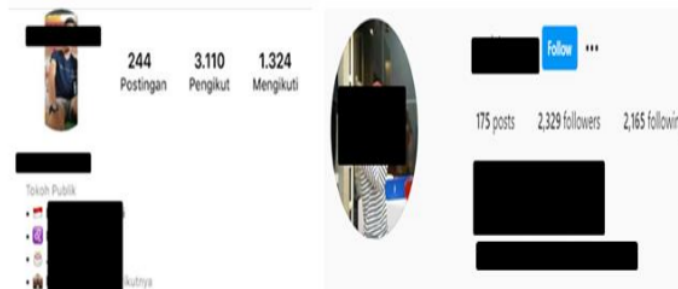 244 3.110 1.324
Postingan Pengikut Mengikuti
Tokoh Publik
Follow
175 posts 2,329 followers 2,165 followin